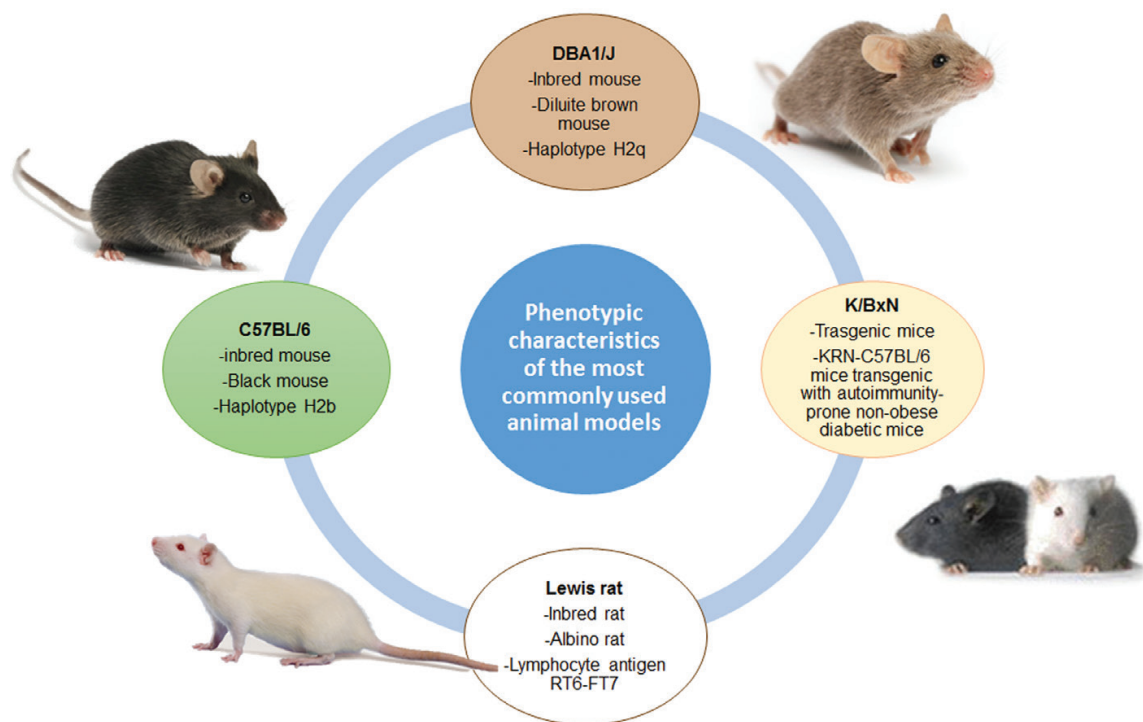 DBA1/J
-Inbred mouse
-Diluite brown
mouse
-Haplotype H2q
C57BL/6
-inbred mouse
-Black mouse
-Haplotype H2b
Phenotypic
characteristics
of the most
commonly used
animal models
K/BxN
-Trasgenic mice
-KRN-C57BL/6
mice transgenic
with autoimmunity-
prone non-obese
diabetic mice
Lewis rat
-Inbred rat
-Albino rat
-Lymphocyte antigen
RT6-FT7